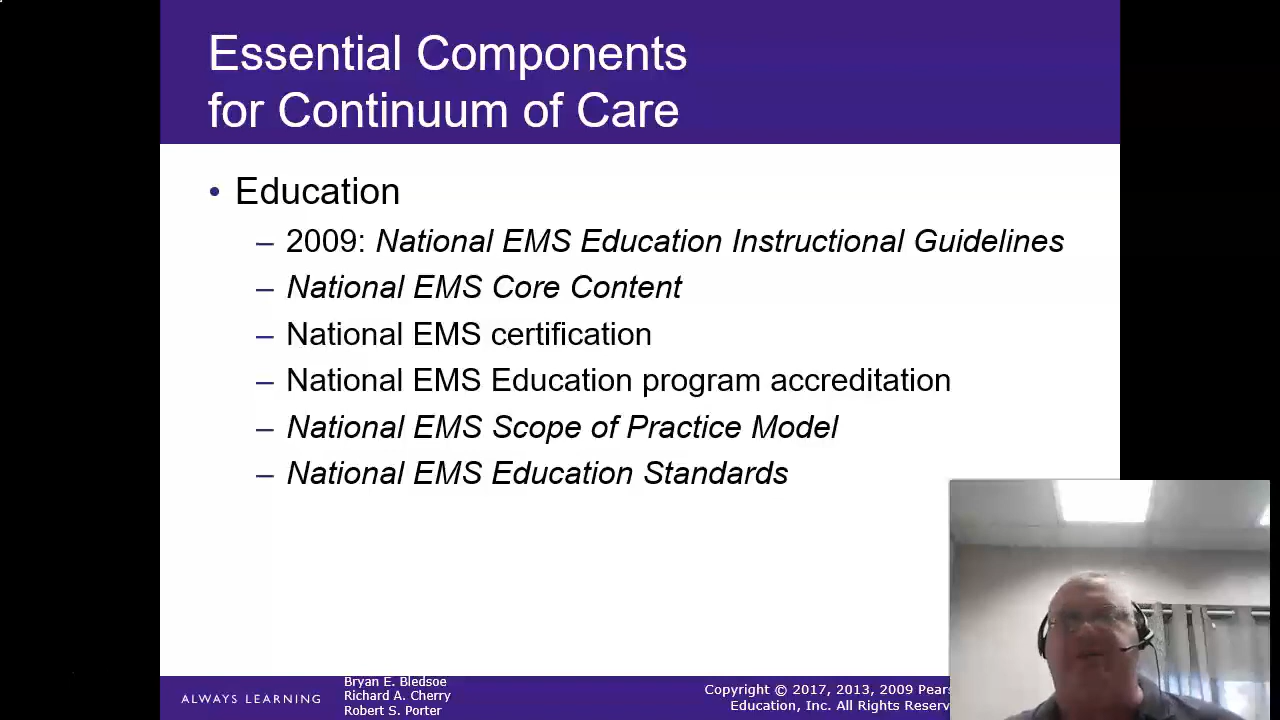 Essential Components
for Continuum of Care
• Education
– 2009: National EMS Education Instructional Guidelines
– National EMS Core Content
– National EMS certification
– National EMS Education program accreditation
– National EMS Scope of Practice Model
– National EMS Education Standards
ALWAYS LEARNING
Bryan E. Bledsoe
Richard A. Cherry
Robert S. Porter
Copyright © 2017, 2013, 2009 Pears
Education, Inc. All Rights Reserv